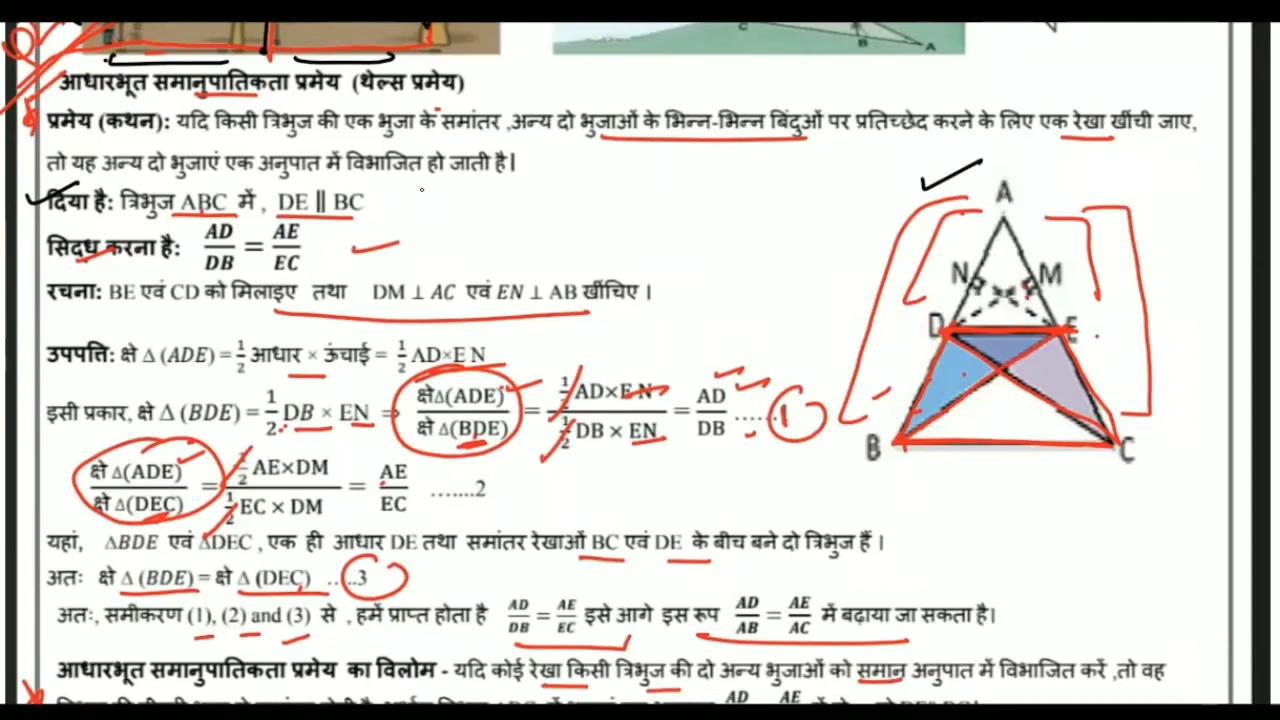 C
B
A
आधारभूत समानुपातिकता प्रमेय (थेल्स प्रमेय)
प्रमेय (कथन): यदि किसी त्रिभुज की एक भुजा के समांतर ,अन्य दो भुजाओं के भिन्न-भिन्न बिंदुओं पर प्रतिच्छेद करने के लिए एक रेखा खींची जाए,
तो यह अन्य दो भुजाएं एक अनुपात में विभाजित हो जाती है।
दिया है: त्रिभुज ABC में , DE || BC
सिद्ध करना है: AD/DB = AE/EC
रचना: BE एवं CD को मिलाइए तथा DM ⊥ AC एवं EN ⊥ AB खींचिए ।
उपपत्ति: क्षे Δ (ADE) = 1/2 आधार × ऊंचाई = 1/2 AD×E N
इसी प्रकार, क्षे Δ (BDE) = 1/2 DB × EN ⇒ क्षेΔ(ADE)/क्षे Δ(BDE) = 1/2 AD×EN / 1/2 DB × EN = AD/DB ......1
क्षे Δ(ADE)/क्षे Δ(DEC) = 1/2 AE×DM / 1/2 EC × DM = AE/EC .......2
यहां, ΔBDE एवं ΔDEC , एक ही आधार DE तथा समांतर रेखाओं BC एवं DE के बीच बने दो त्रिभुज हैं ।
अतः क्षे Δ (BDE) = क्षे Δ (DEC) ....3
अतः, समीकरण (1), (2) and (3) से , हमें प्राप्त होता है AD/DB = AE/EC इसे आगे इस रूप AD/AB = AE/AC में बढ़ाया जा सकता है।
आधारभूत समानुपातिकता प्रमेय का विलोम - यदि कोई रेखा किसी त्रिभुज की दो अन्य भुजाओं को समान अनुपात में विभाजित करें ,तो वह
AD AE
A
N M
D E
B C